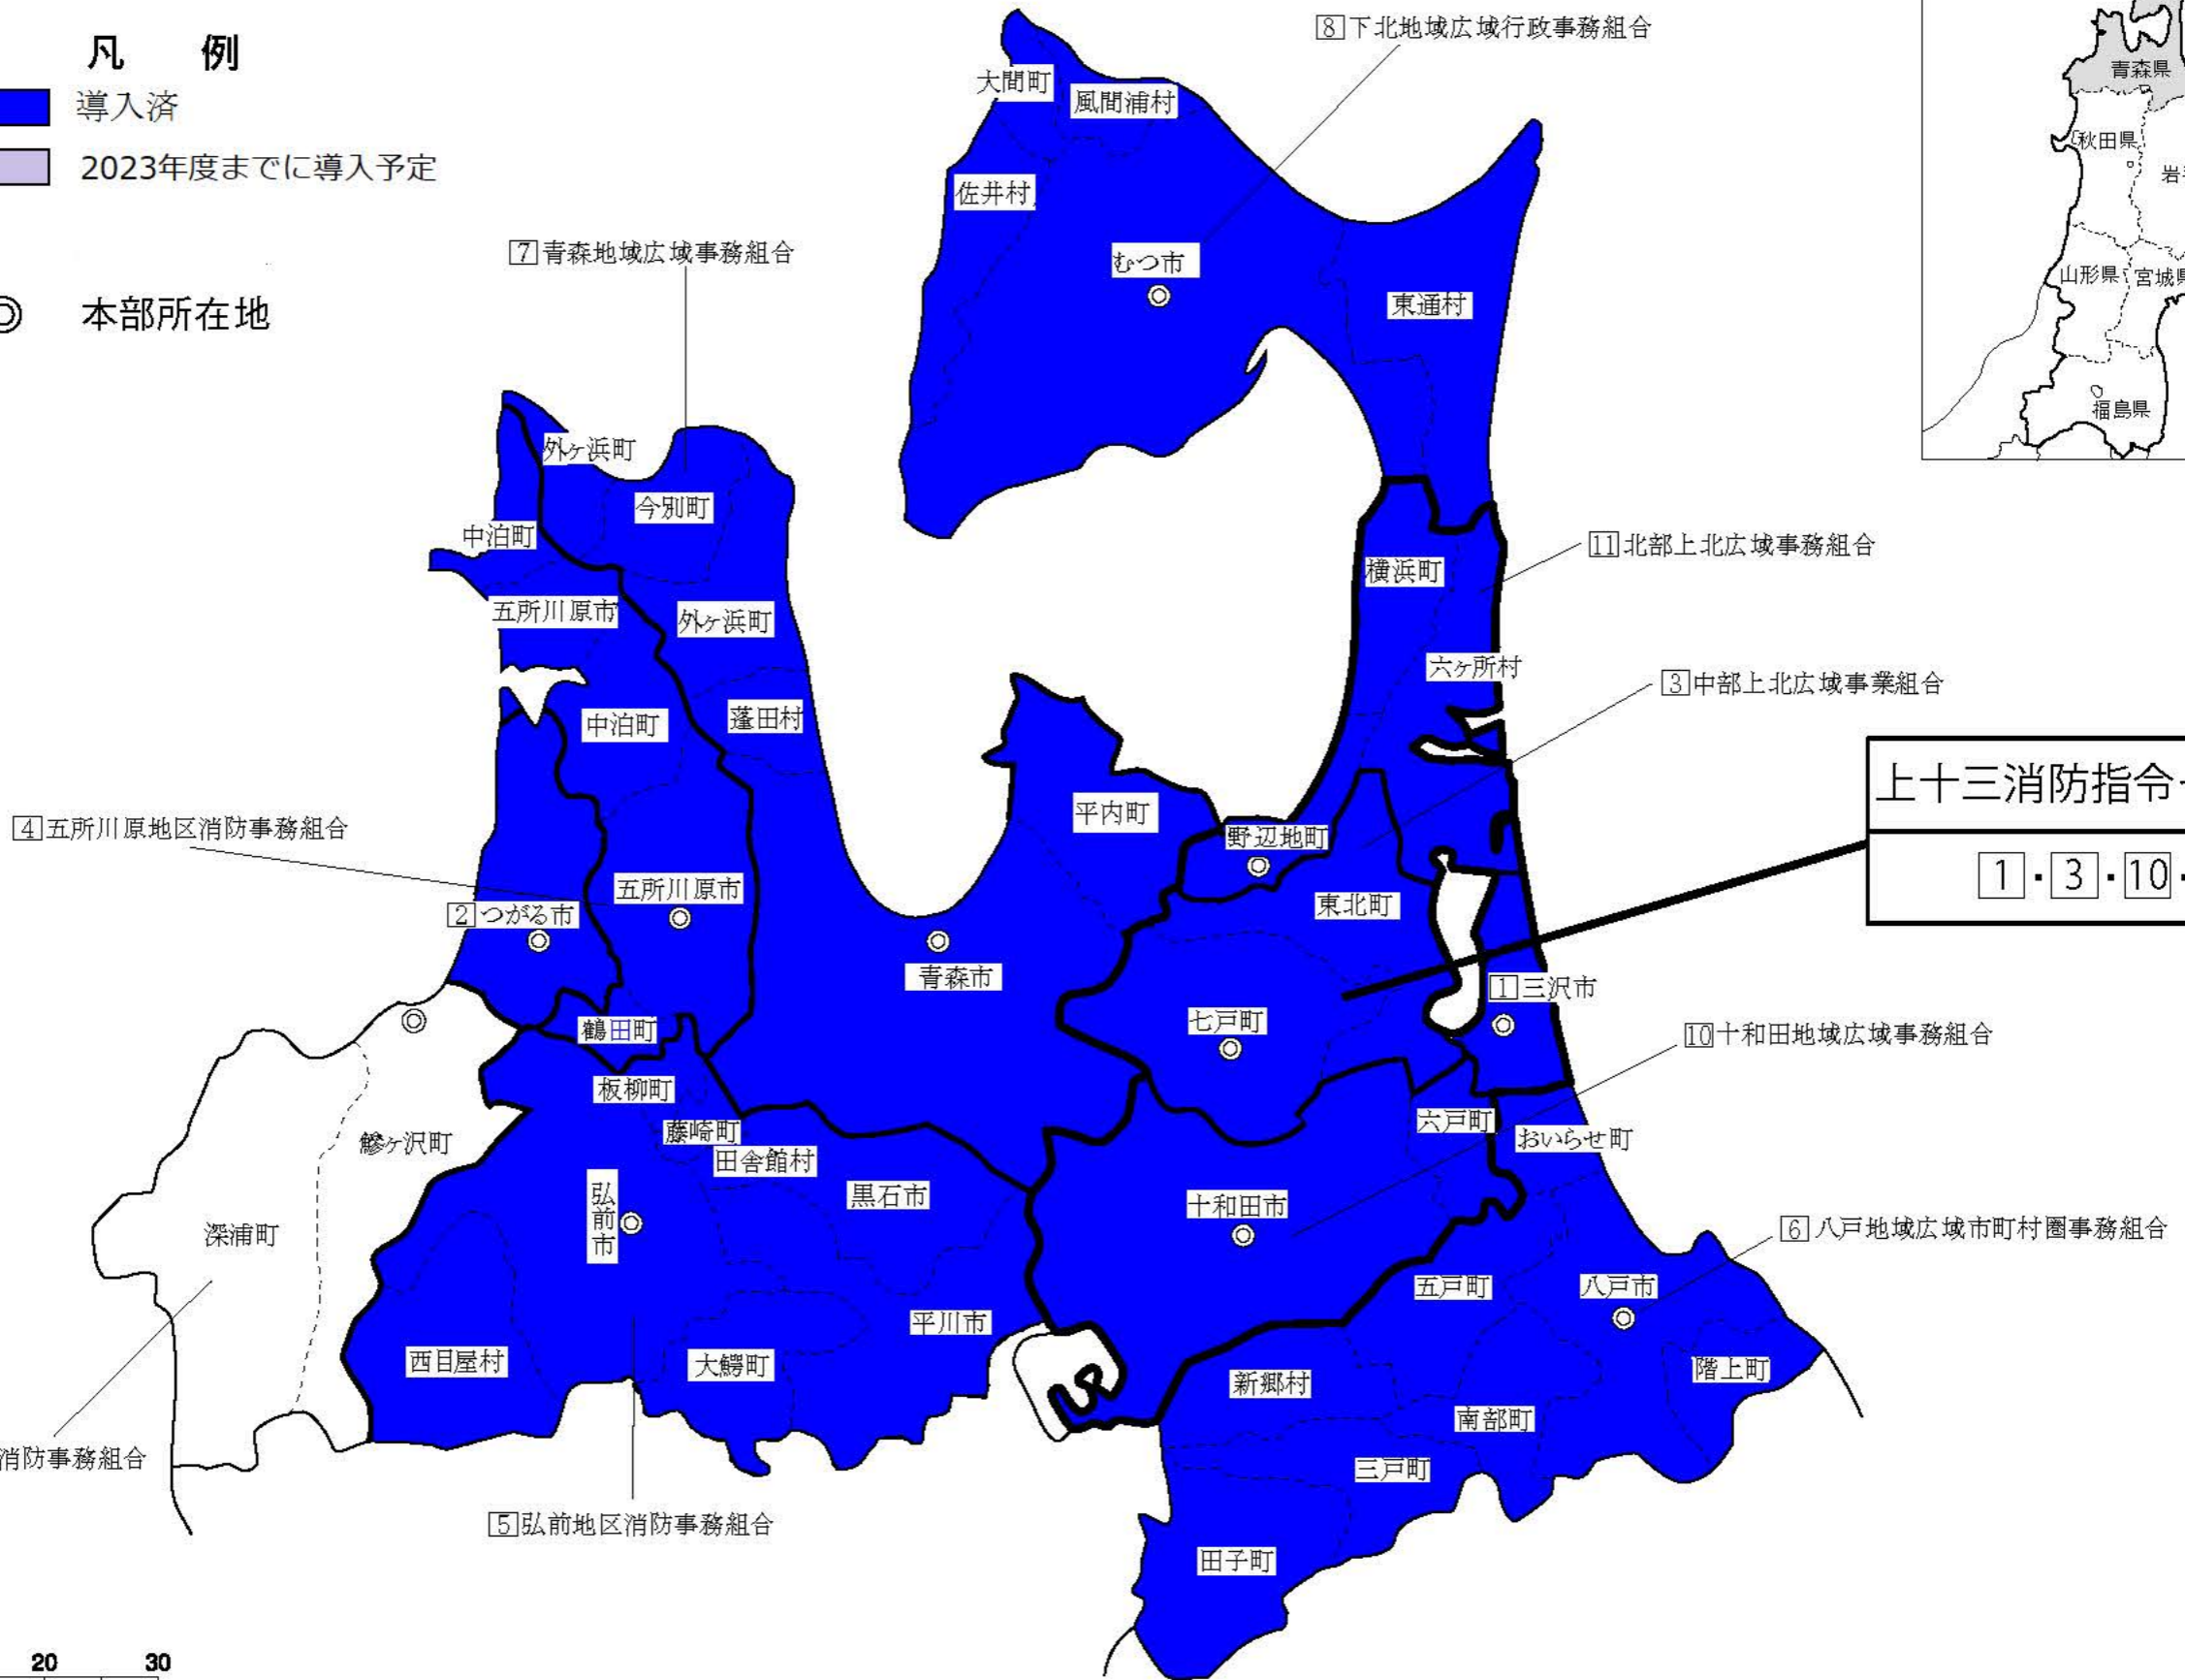 凡　例
導入済
2023年度までに導入予定
◎ 本部所在地
8 下北地域広域行政事務組合
大間町
風間浦村
佐井村
むつ市
東通村
7 青森地域広域事務組合
外ヶ浜町
今別町
中泊町
五所川原市
外ヶ浜町
中泊町
蓬田村
11 北部上北広域事務組合
横浜町
六ヶ所村
3 中部上北広域事業組合
上十三消防指令
1・3・10・
平内町
野辺地町
東北町
4 五所川原地区消防事務組合
五所川原市
2 つがる市
青森市
七戸町
1 三沢市
10 十和田地域広域事務組合
鶴田町
板柳町
藤崎町
田舎館村
黒石市
六戸町
おいらせ町
鰺ヶ沢町
深浦町
弘前市
十和田市
6 八戸地域広域市町村圏事務組合
五戸町
八戸市
平川市
西目屋村
大鰐町
新郷村
階上町
南部町
三戸町
消防事務組合
5 弘前地区消防事務組合
田子町
20 30
青森県
秋田県
山形県
宮城県
福島県